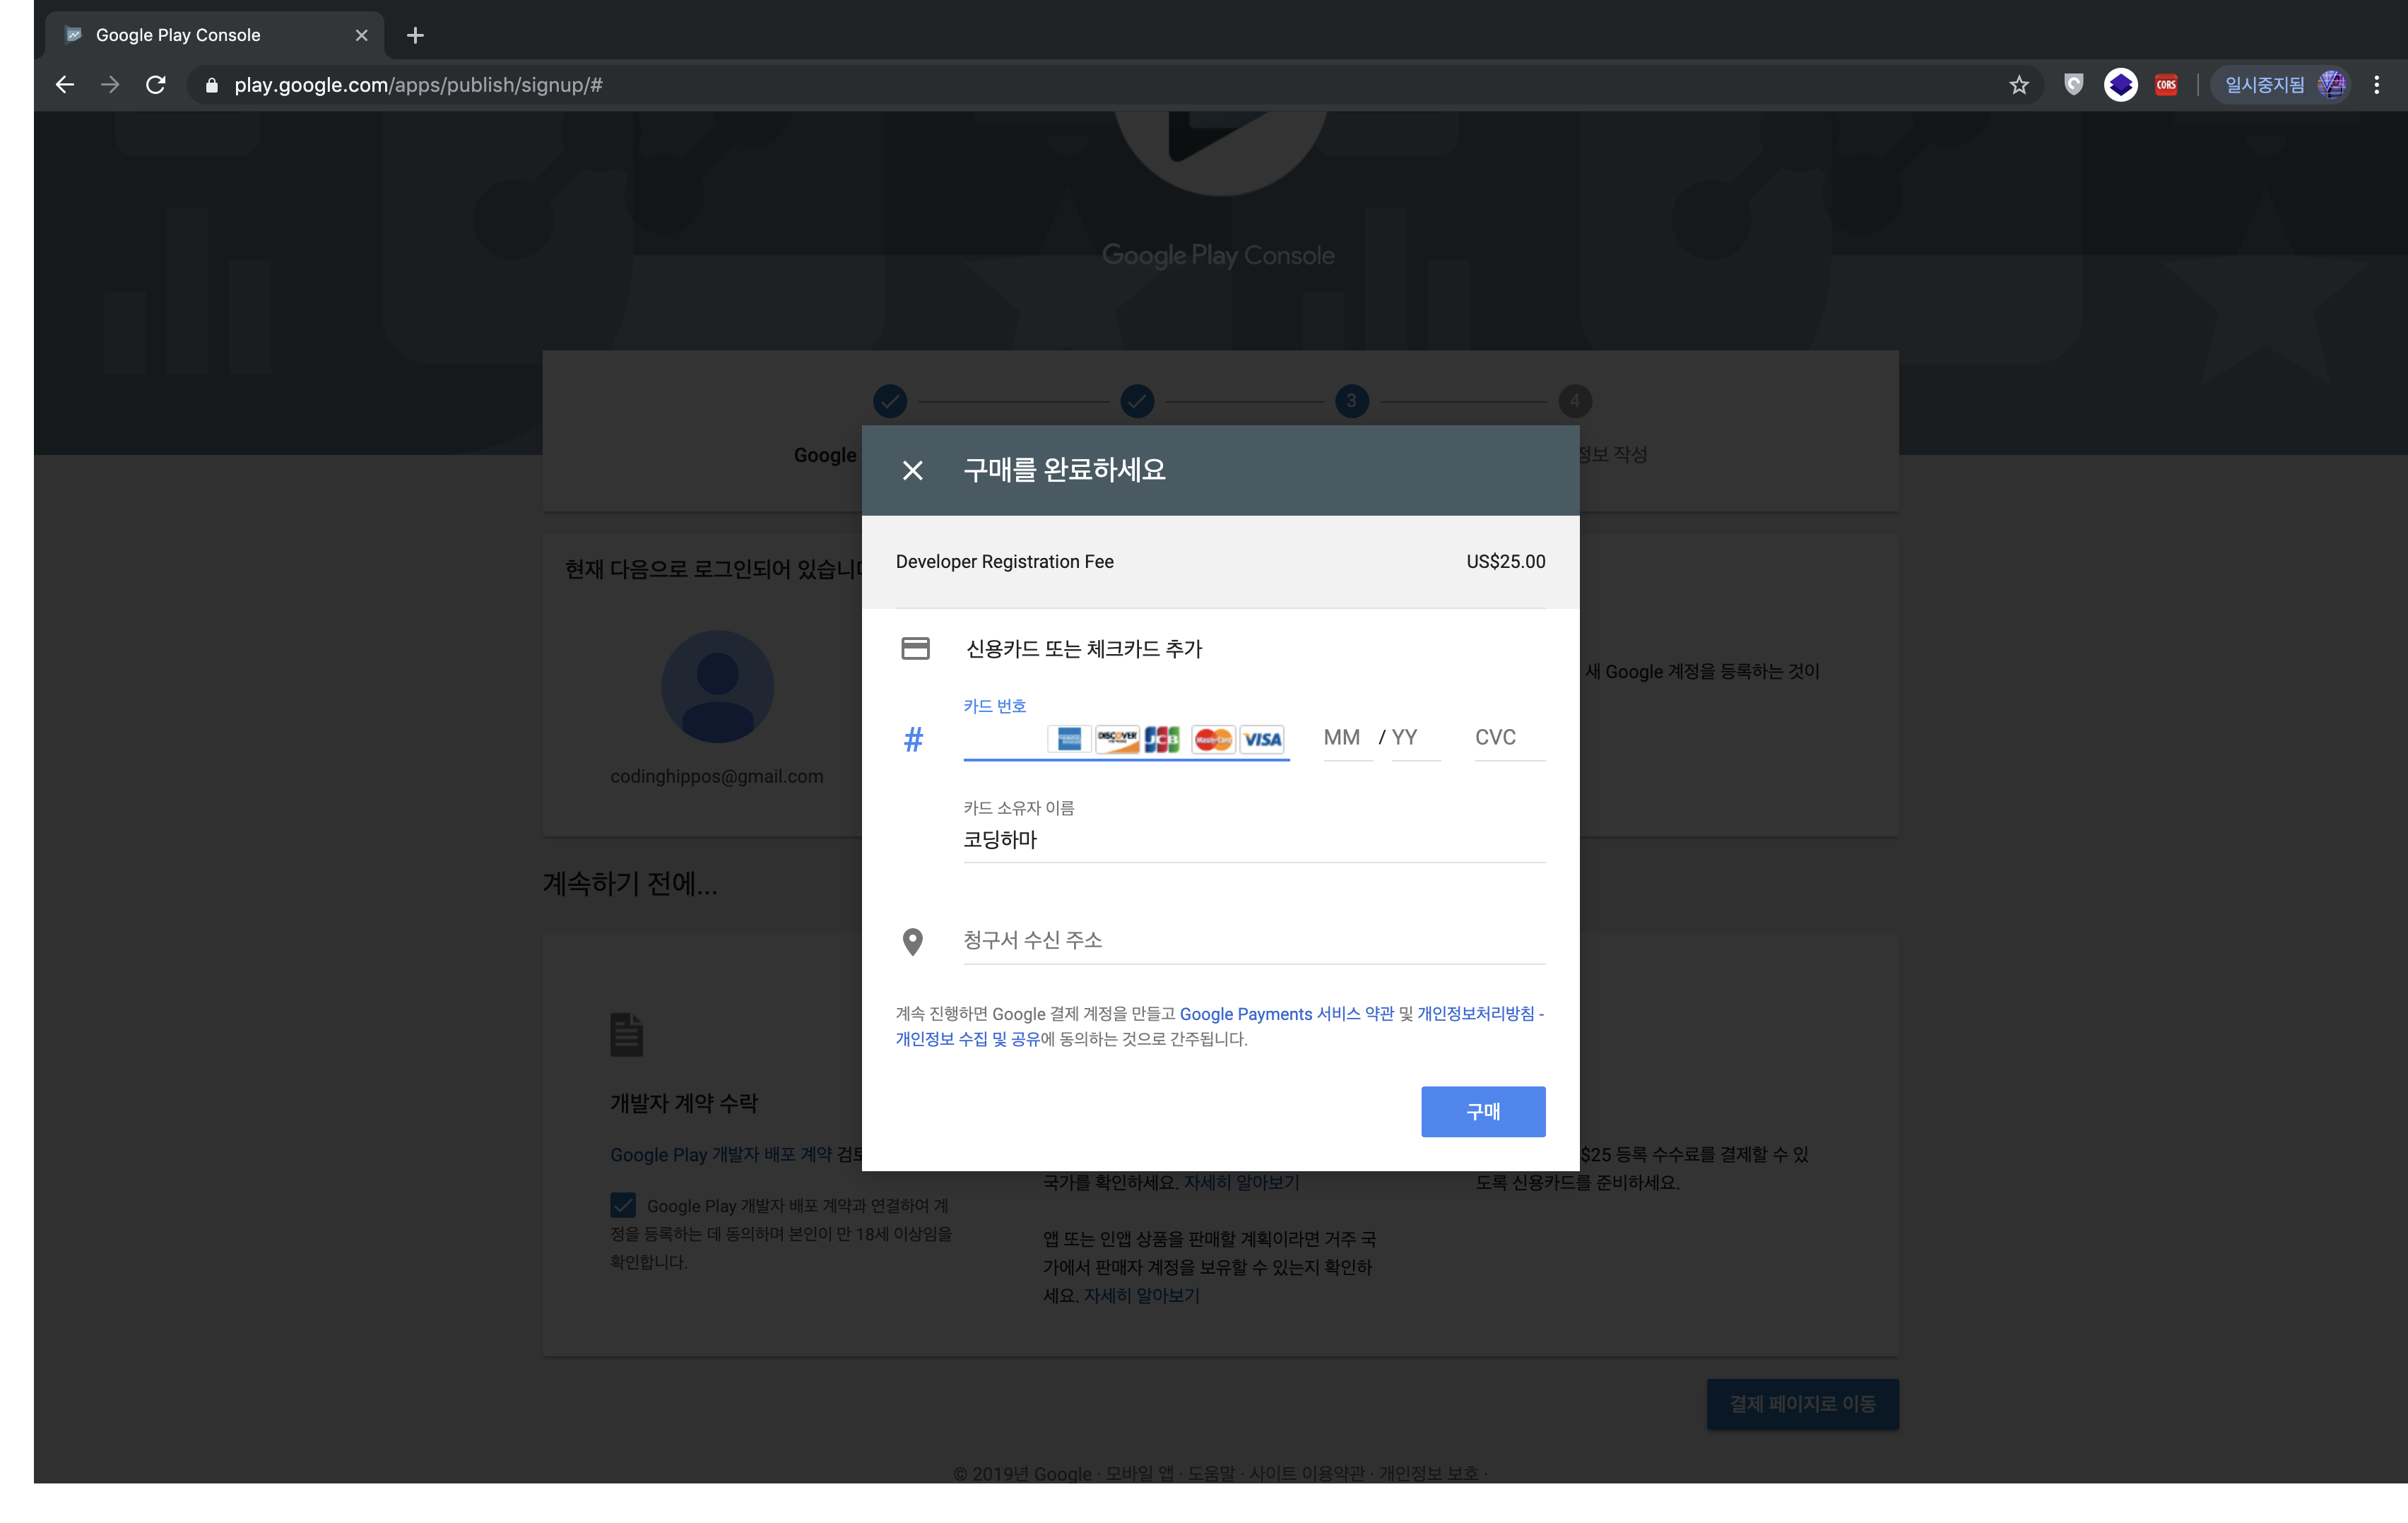 Google Play Console
play.google.com/apps/publish/signup/#
CORS
일시중지됨
Google Play Console
3
4
Google
정보 작성
구매를 완료하세요
Developer Registration Fee
US$25.00
현재 다음으로 로그인되어 있습니다
신용카드 또는 체크카드 추가
새 Google 계정을 등록하는 것이
카드 번호
#
DISCOVER
JCB
MasterCard
VISA
MM / YY
CVC
codinghippos@gmail.com
카드 소유자 이름
코딩하마
계속하기 전에...
청구서 수신 주소
계속 진행하면 Google 결제 계정을 만들고 Google Payments 서비스 약관 및 개인정보처리방침 -
개인정보 수집 및 공유에 동의하는 것으로 간주됩니다.
구매
개발자 계약 수락
Google Play 개발자 배포 계약 검토
Google Play 개발자 배포 계약과 연결하여 계
정을 등록하는 데 동의하며 본인이 만 18세 이상임을
확인합니다.
국가를 확인하세요. 자세히 알아보기
앱 또는 인앱 상품을 판매할 계획이라면 거주 국
가에서 판매자 계정을 보유할 수 있는지 확인하
세요. 자세히 알아보기
$25 등록 수수료를 결제할 수 있
도록 신용카드를 준비하세요.
결제 페이지로 이동
© 2019년 Google · 모바일 앱 · 도움말 · 사이트 이용약관 · 개인정보 보호 ·